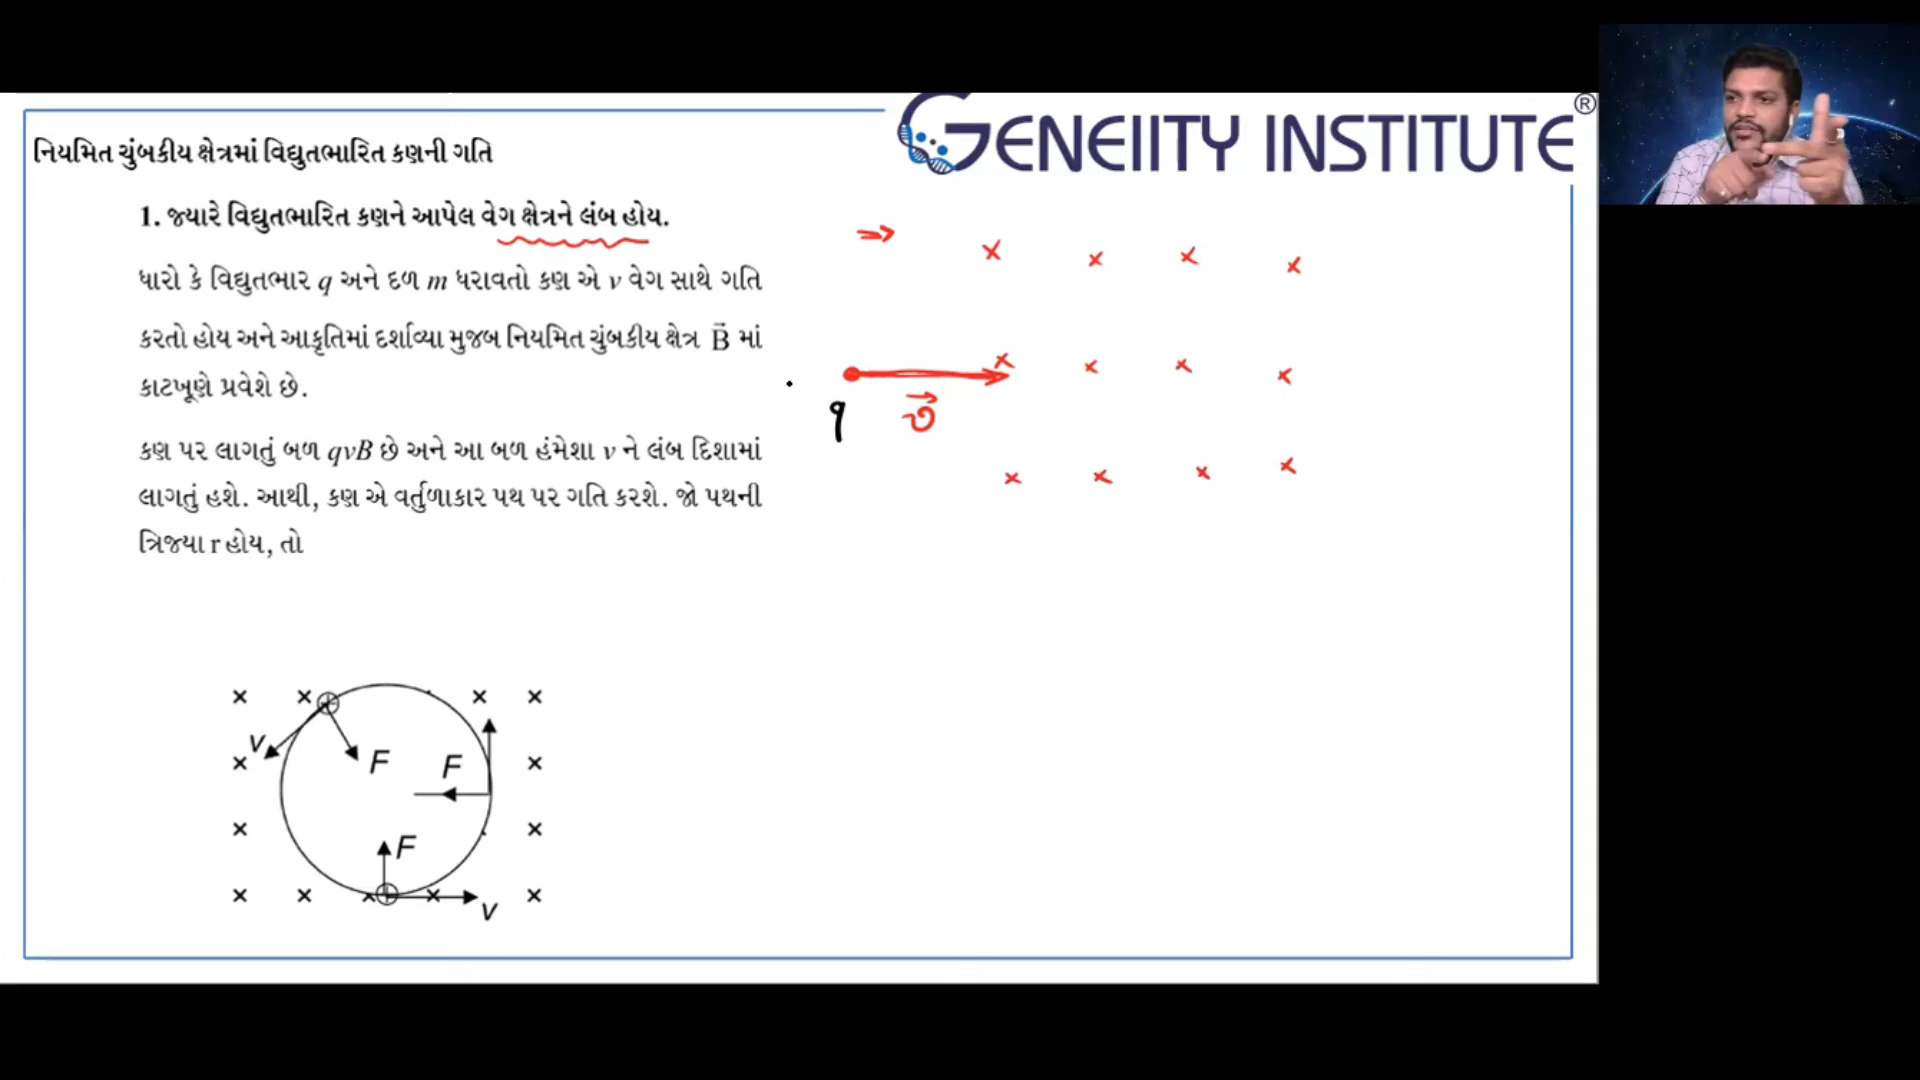 GENEIITY INSTITUTE®
નિયમિત ચુંબકીય ક્ષેત્રમાં વિદ્યુતભારિત કણની ગતિ
1. જ્યારે વિદ્યુતભારિત કણને આપેલ વેગ ક્ષેત્રને લંબ હોય.
ધારો કે વિદ્યુતભાર q અને દળ m ધરાવતો કણ એ v વેગ સાથે ગતિ
કરતો હોય અને આકૃતિમાં દર્શાવ્યા મુજબ નિયમિત ચુંબકીય ક્ષેત્ર B⃗ માં
કાટખૂણે પ્રવેશે છે.
કણ પર લાગતું બળ qvB છે અને આ બળ હંમેશા v ને લંબ દિશામાં
લાગતું હશે. આથી, કણ એ વર્તુળાકાર પથ પર ગતિ કરશે. જો પથની
ત્રિજ્યા r હોય, તો
⇒ × × × ×
× × × ×
q v⃗
× × × ×
× × × ×
v F F
× ×
× ×
F
× × × × ×
v